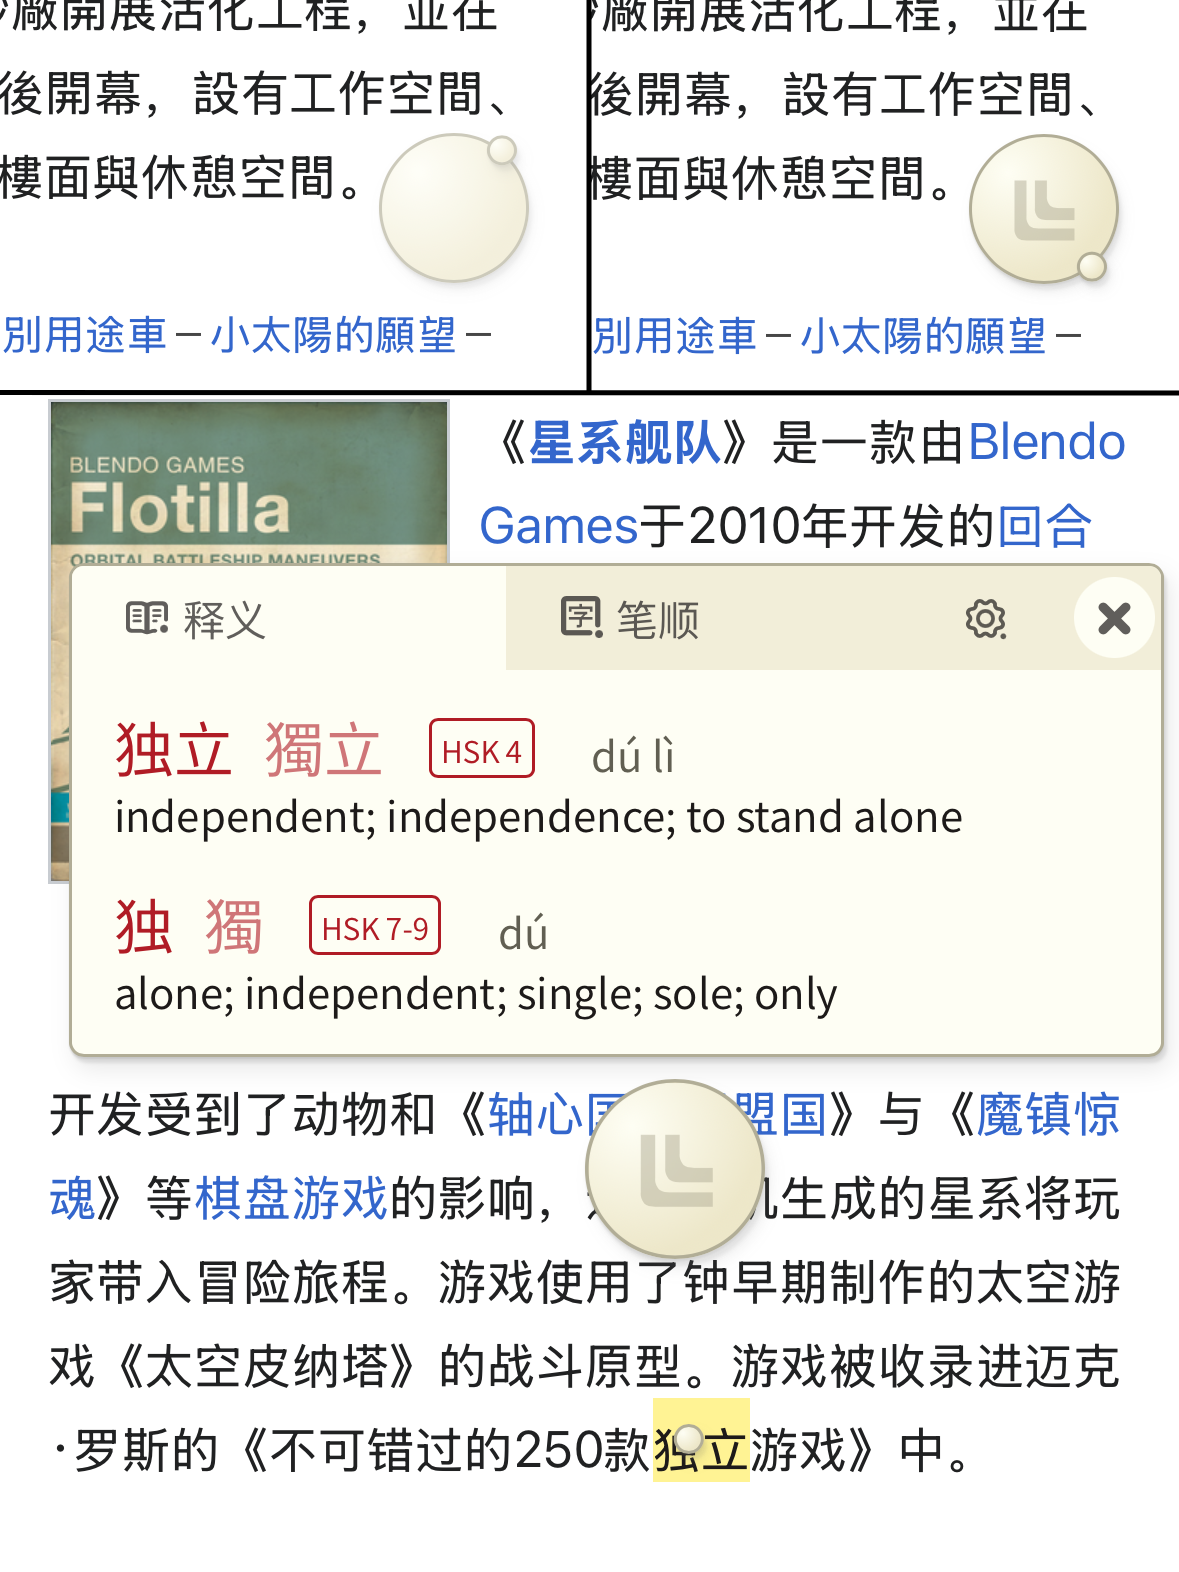 廠開展活化工程，並在
後開幕，設有工作空間、
樓面與休憩空間。
別用途車 – 小太陽的願望 –
廠開展活化工程，並在
後開幕，設有工作空間、
樓面與休憩空間。
別用途車 – 小太陽的願望 –
BLENDO GAMES
Flotilla
ORBITAL BATTLESHIP MANEUVERS
《星系舰队》是一款由Blendo
Games于2010年开发的回合
释义
字 笔顺
独立 獨立 HSK 4 dú lì
independent; independence; to stand alone
独 獨 HSK 7-9 dú
alone; independent; single; sole; only
开发受到了动物和《轴心国 盟国》与《魔镇惊
魂》等棋盘游戏的影响， 机生成的星系将玩
家带入冒险旅程。游戏使用了钟早期制作的太空游
戏《太空皮纳塔》的战斗原型。游戏被收录进迈克
·罗斯的《不可错过的250款独立游戏》中。